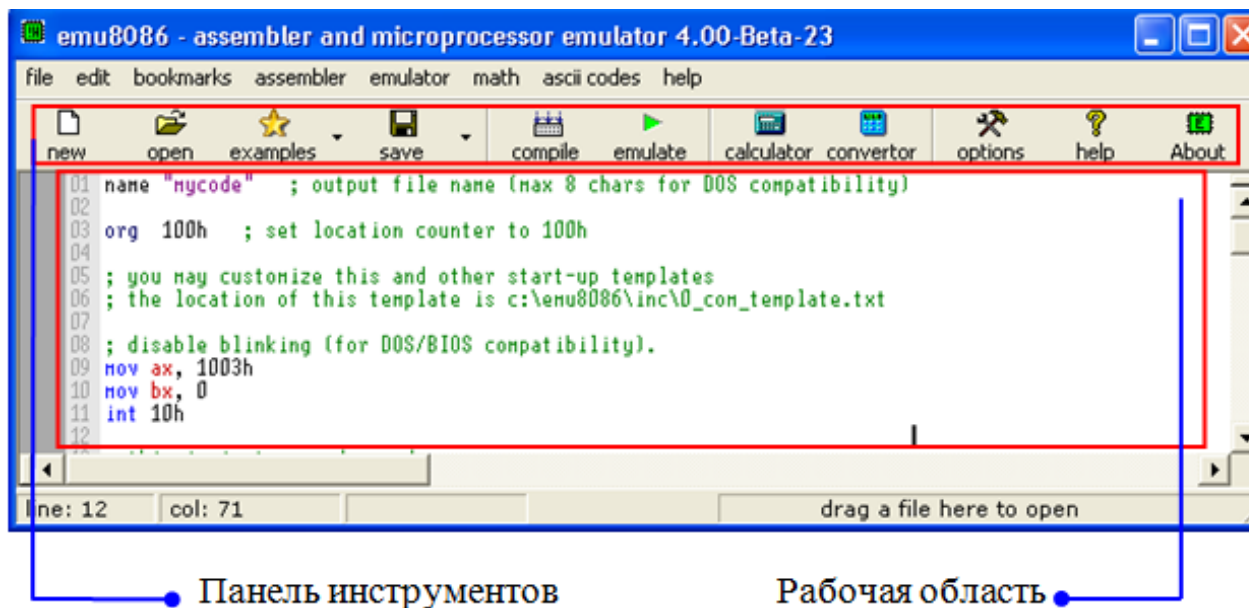 emu8086 - assembler and microprocessor emulator 4.00-Beta-23
file edit bookmarks assembler emulator math ascii codes help
new open examples save compile emulate calculator convertor options help About
01 name "mycode" ; output file name (max 8 chars for DOS compatibility)
02
03 org 100h ; set location counter to 100h
04
05 ; you may customize this and other start-up templates
06 ; the location of this template is c:\emu8086\inc\0_com_template.txt
07
08 ; disable blinking (for DOS/BIOS compatibility).
09 mov ax, 1003h
10 mov bx, 0
11 int 10h
12
line: 12 col: 71 drag a file here to open
Панель инструментов Рабочая область